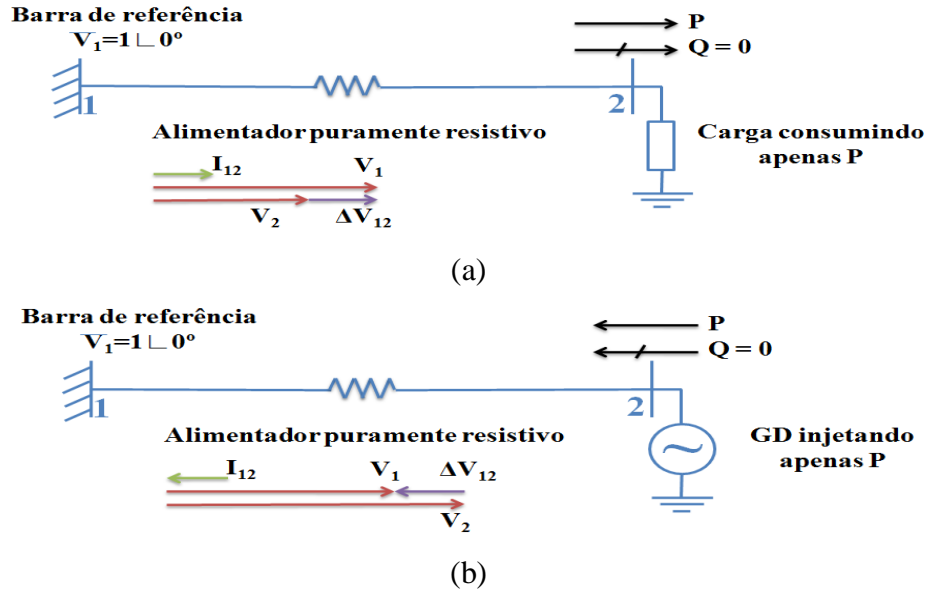 Barra de referência
V₁=1∟0º
P
Q = 0
1
2
Alimentador puramente resistivo
Carga consumindo
apenas P
I₁₂
V₁
V₂
ΔV₁₂
(a)
Barra de referência
V₁=1∟0º
P
Q = 0
1
2
Alimentador puramente resistivo
GD injetando
apenas P
I₁₂
V₁
ΔV₁₂
V₂
(b)